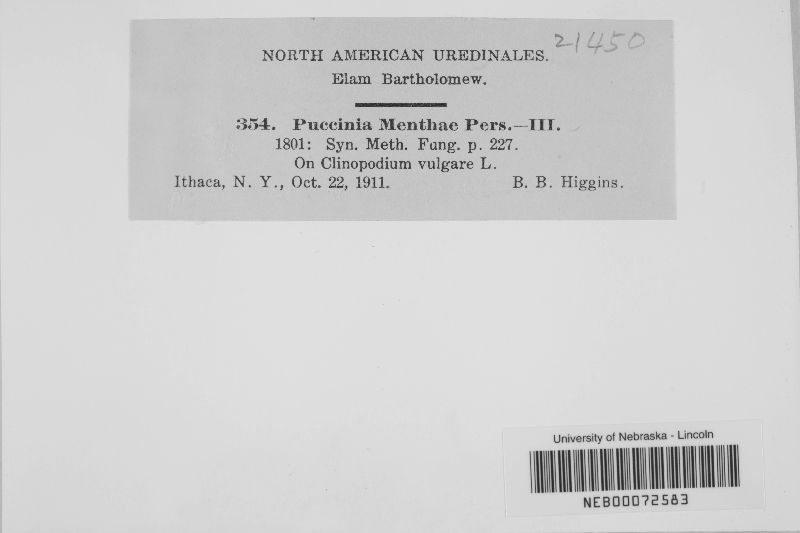 21450
NORTH AMERICAN UREDINALES.
Elam Bartholomew.
354. Puccinia Menthae Pers.—III.
1801: Syn. Meth. Fung. p. 227.
On Clinopodium vulgare L.
Ithaca, N. Y., Oct. 22, 1911. B. B. Higgins.
University of Nebraska - Lincoln
NEB00072583